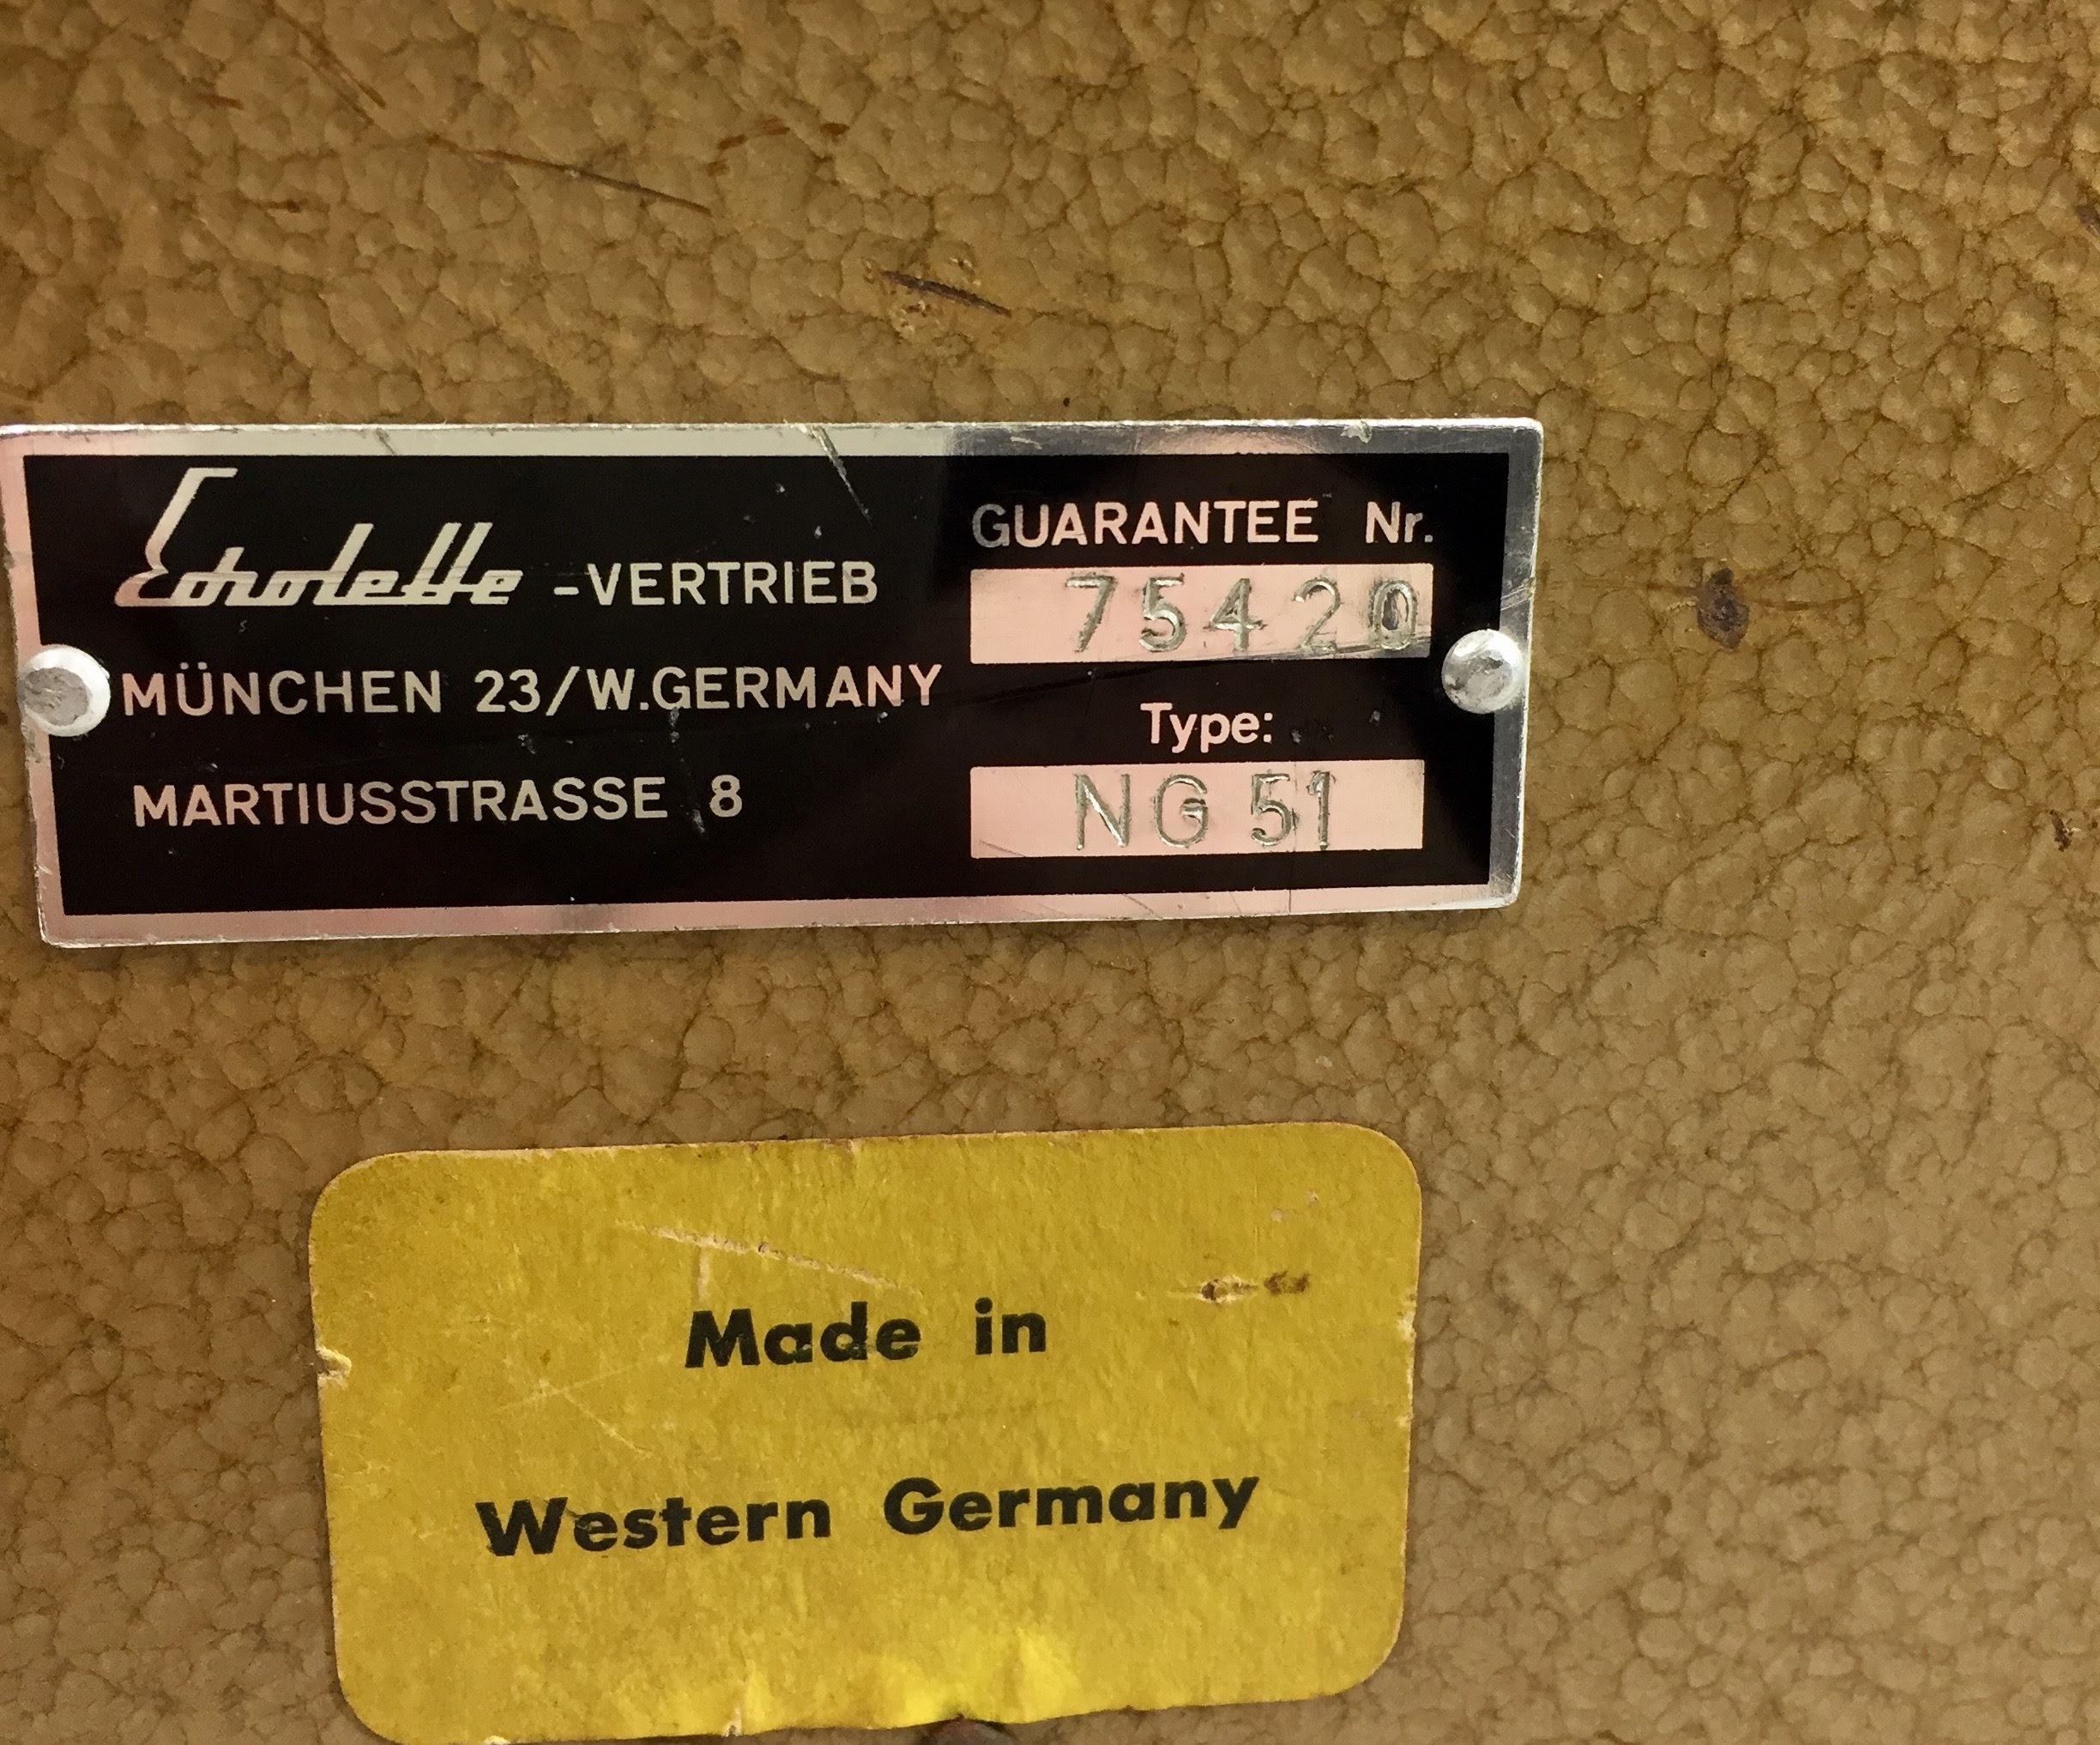 Echolette -VERTRIEB
MÜNCHEN 23/W.GERMANY
MARTIUSSTRASSE 8
GUARANTEE Nr.
75420
Type:
NG 51
Made in
Western Germany